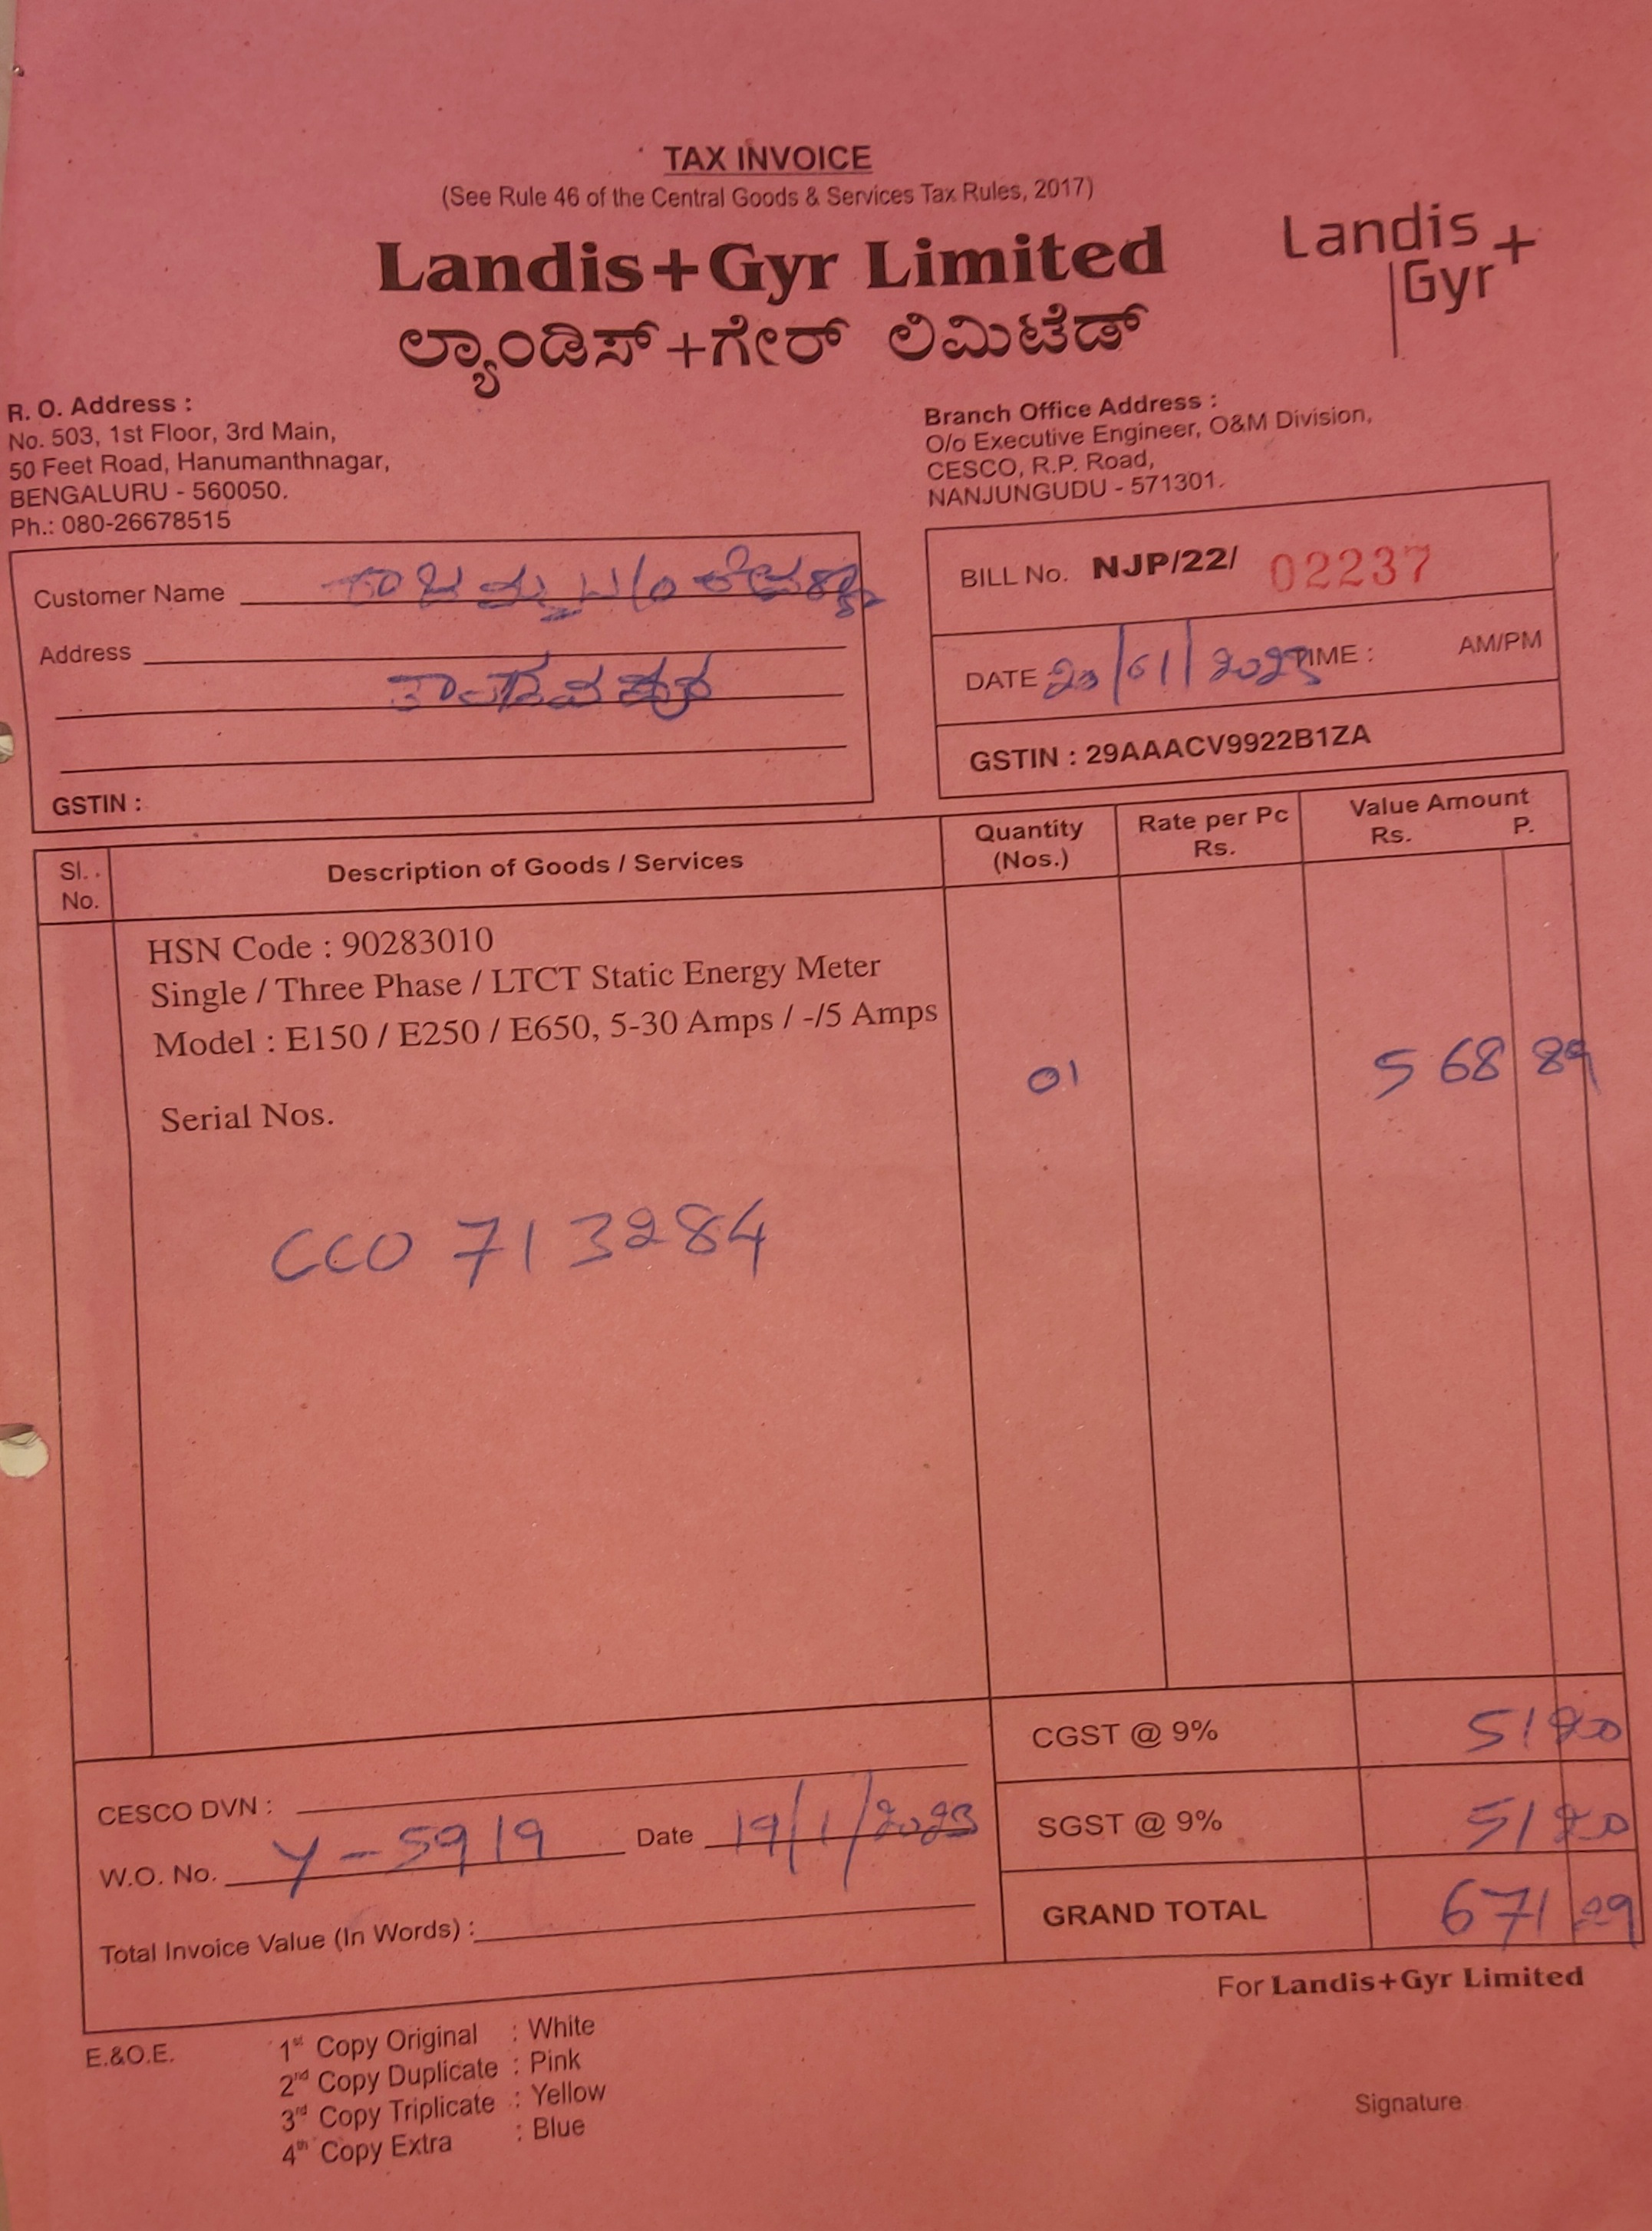 TAX INVOICE
(See Rule 46 of the Central Goods & Services Tax Rules, 2017)
Landis+Gyr Limited
ಲ್ಯಾಂಡಿಸ್+ಗೇರ್ ಲಿಮಿಟೆಡ್
Landis+
Gyr
R. O. Address :
No. 503, 1st Floor, 3rd Main,
50 Feet Road, Hanumanthnagar,
BENGALURU - 560050.
Ph.: 080-26678515
Branch Office Address :
O/o Executive Engineer, O&M Division,
CESCO, R.P. Road,
NANJUNGUDU - 571301.
Customer Name
Address
GSTIN :
BILL No. NJP/22/ 02237
DATE 20/01/2023 TIME : AM/PM
GSTIN : 29AAACV9922B1ZA
Sl. No. Description of Goods / Services Quantity (Nos.) Rate per Pc Rs. Value Amount Rs. P.
HSN Code : 90283010
Single / Three Phase / LTCT Static Energy Meter
Model : E150 / E250 / E650, 5-30 Amps / -/5 Amps
01 568 89
Serial Nos.
CC0 713284
CGST @ 9% 51 20
SGST @ 9% 51 20
GRAND TOTAL 671 29
CESCO DVN :
W.O. No. Y-5919 Date 19/1/2023
Total Invoice Value (In Words) :
For Landis+Gyr Limited
E.&O.E.
1st Copy Original : White
2nd Copy Duplicate : Pink
3rd Copy Triplicate : Yellow
4th Copy Extra : Blue
Signature